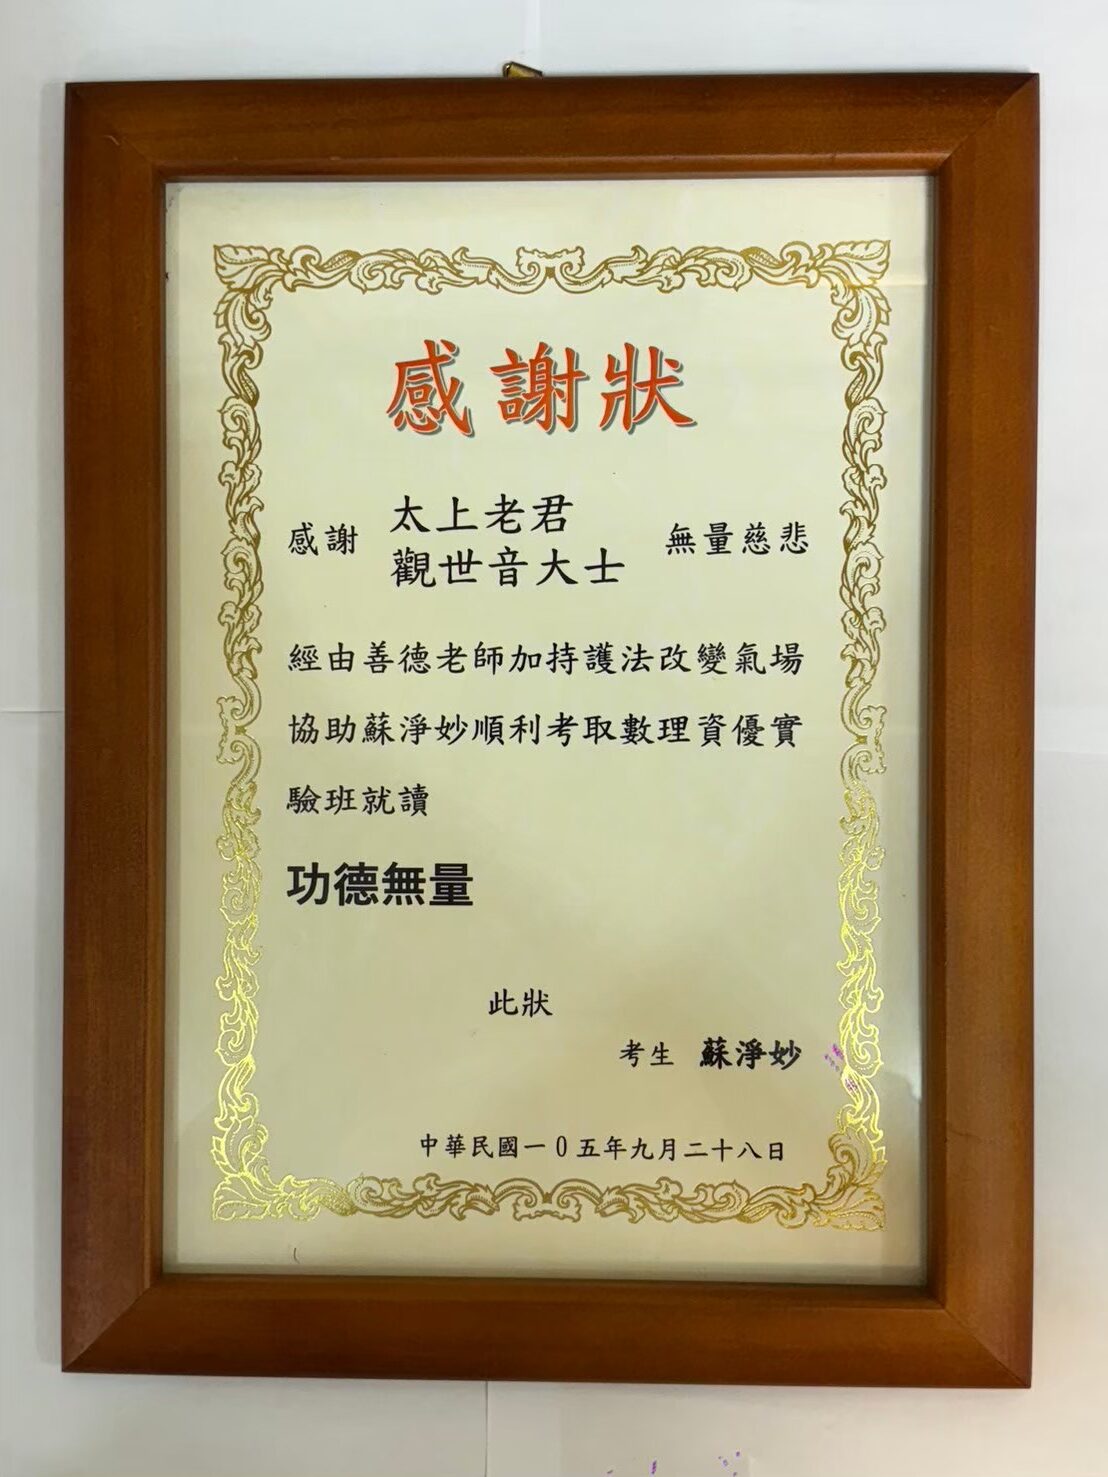 感謝狀
感謝 太上老君 觀世音大士 無量慈悲
經由善德老師加持護法改變氣場
協助蘇淨妙順利考取數理資優實
驗班就讀
功德無量
此狀
考生 蘇淨妙
中華民國一0五年九月二十八日